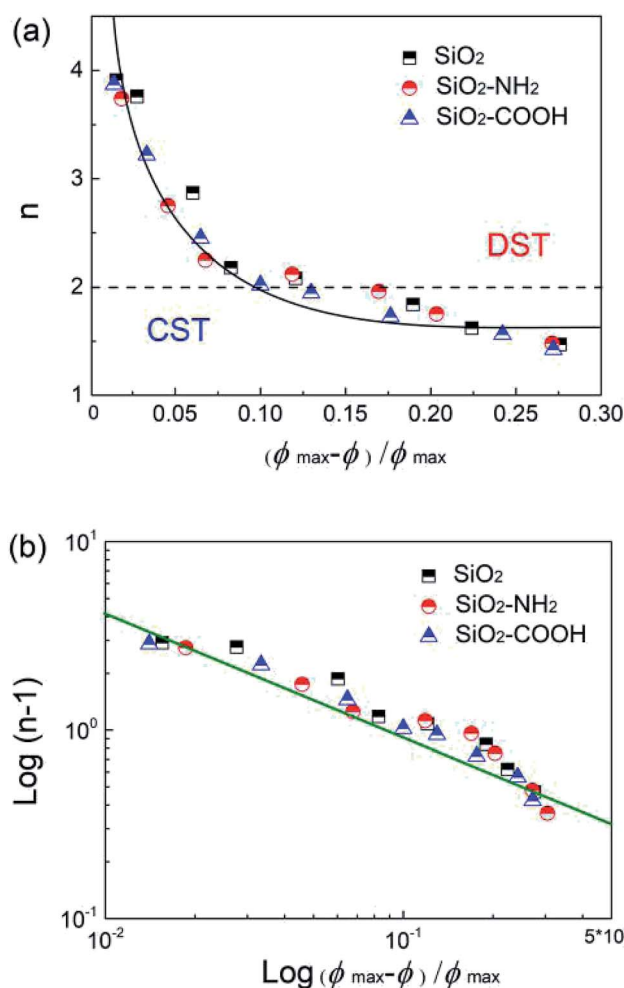 (a)
4
3
2
1
n
SiO₂
SiO₂-NH₂
SiO₂-COOH
DST
CST
0 0.05 0.10 0.15 0.20 0.25 0.30
(ϕ max-ϕ)/ϕ max
(b)
10¹
10⁰
10⁻¹
Log (n-1)
SiO₂
SiO₂-NH₂
SiO₂-COOH
10⁻² 10⁻¹ 5*10
Log (ϕ max-ϕ)/ϕ max